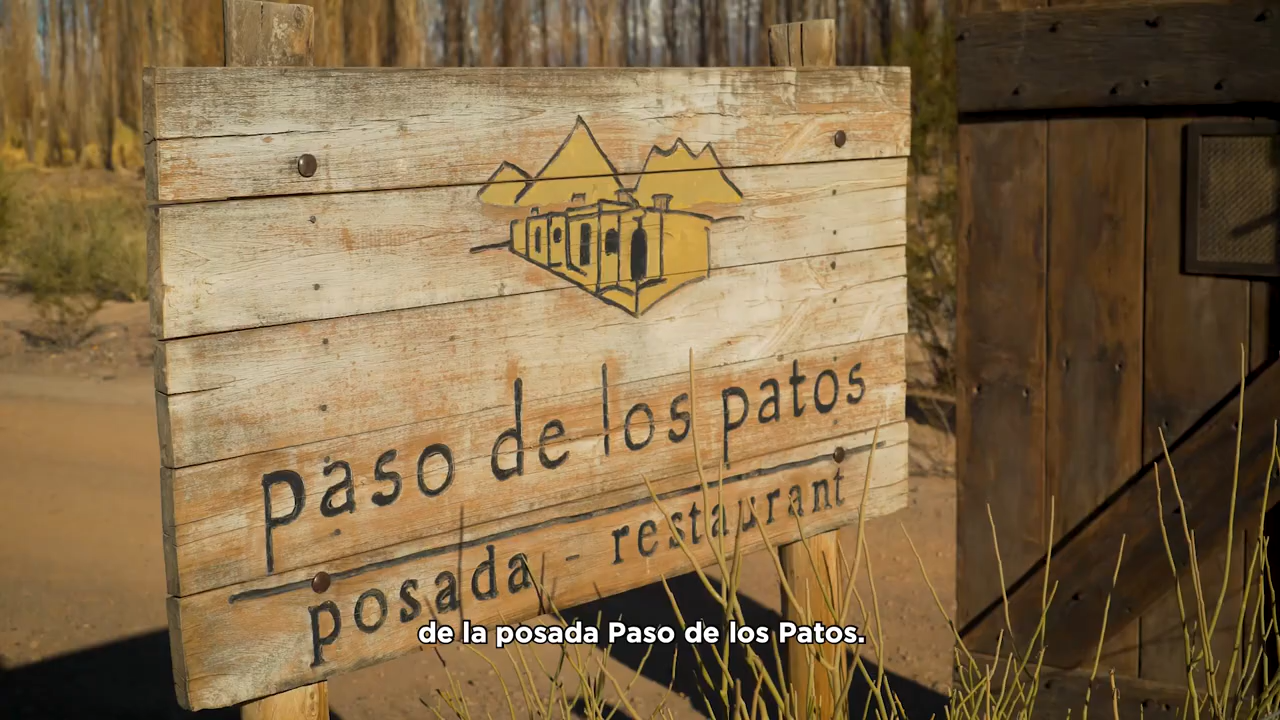 paso de los patos
posada - restaurant
de la posada Paso de los Patos.